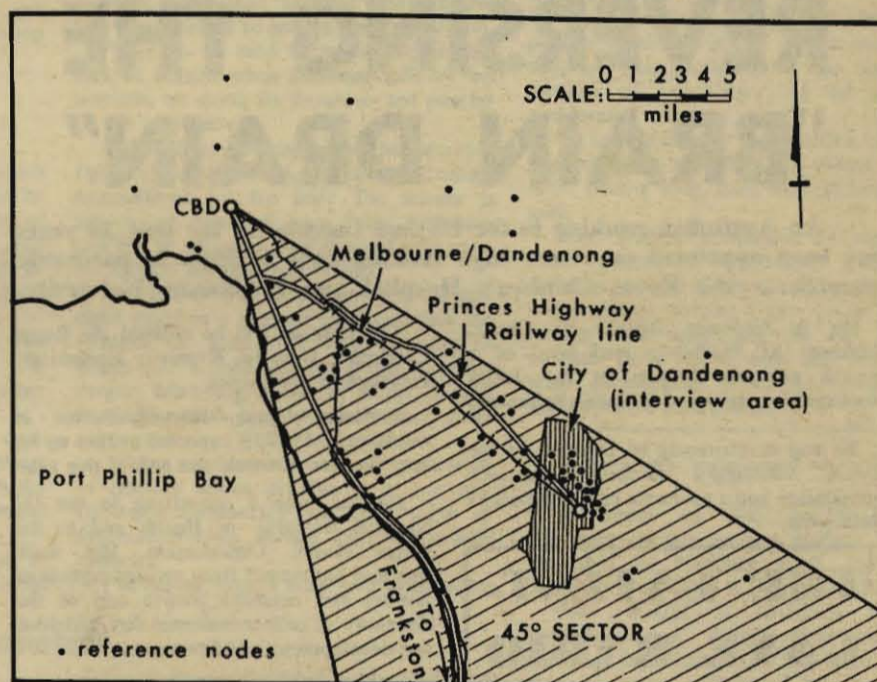 SCALE: 0 1 2 3 4 5
miles
CBD
Melbourne/Dandenong
Princes Highway
Railway line
City of Dandenong
(interview area)
Port Phillip Bay
To
Frankston
45° SECTOR
• reference nodes